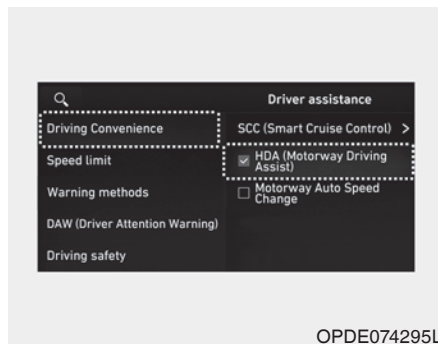 Driver assistance
Driving Convenience
Speed limit
Warning methods
DAW (Driver Attention Warning)
Driving safety
SCC (Smart Cruise Control) >
HDA (Motorway Driving
Assist)
Motorway Auto Speed
Change
OPDE074295L